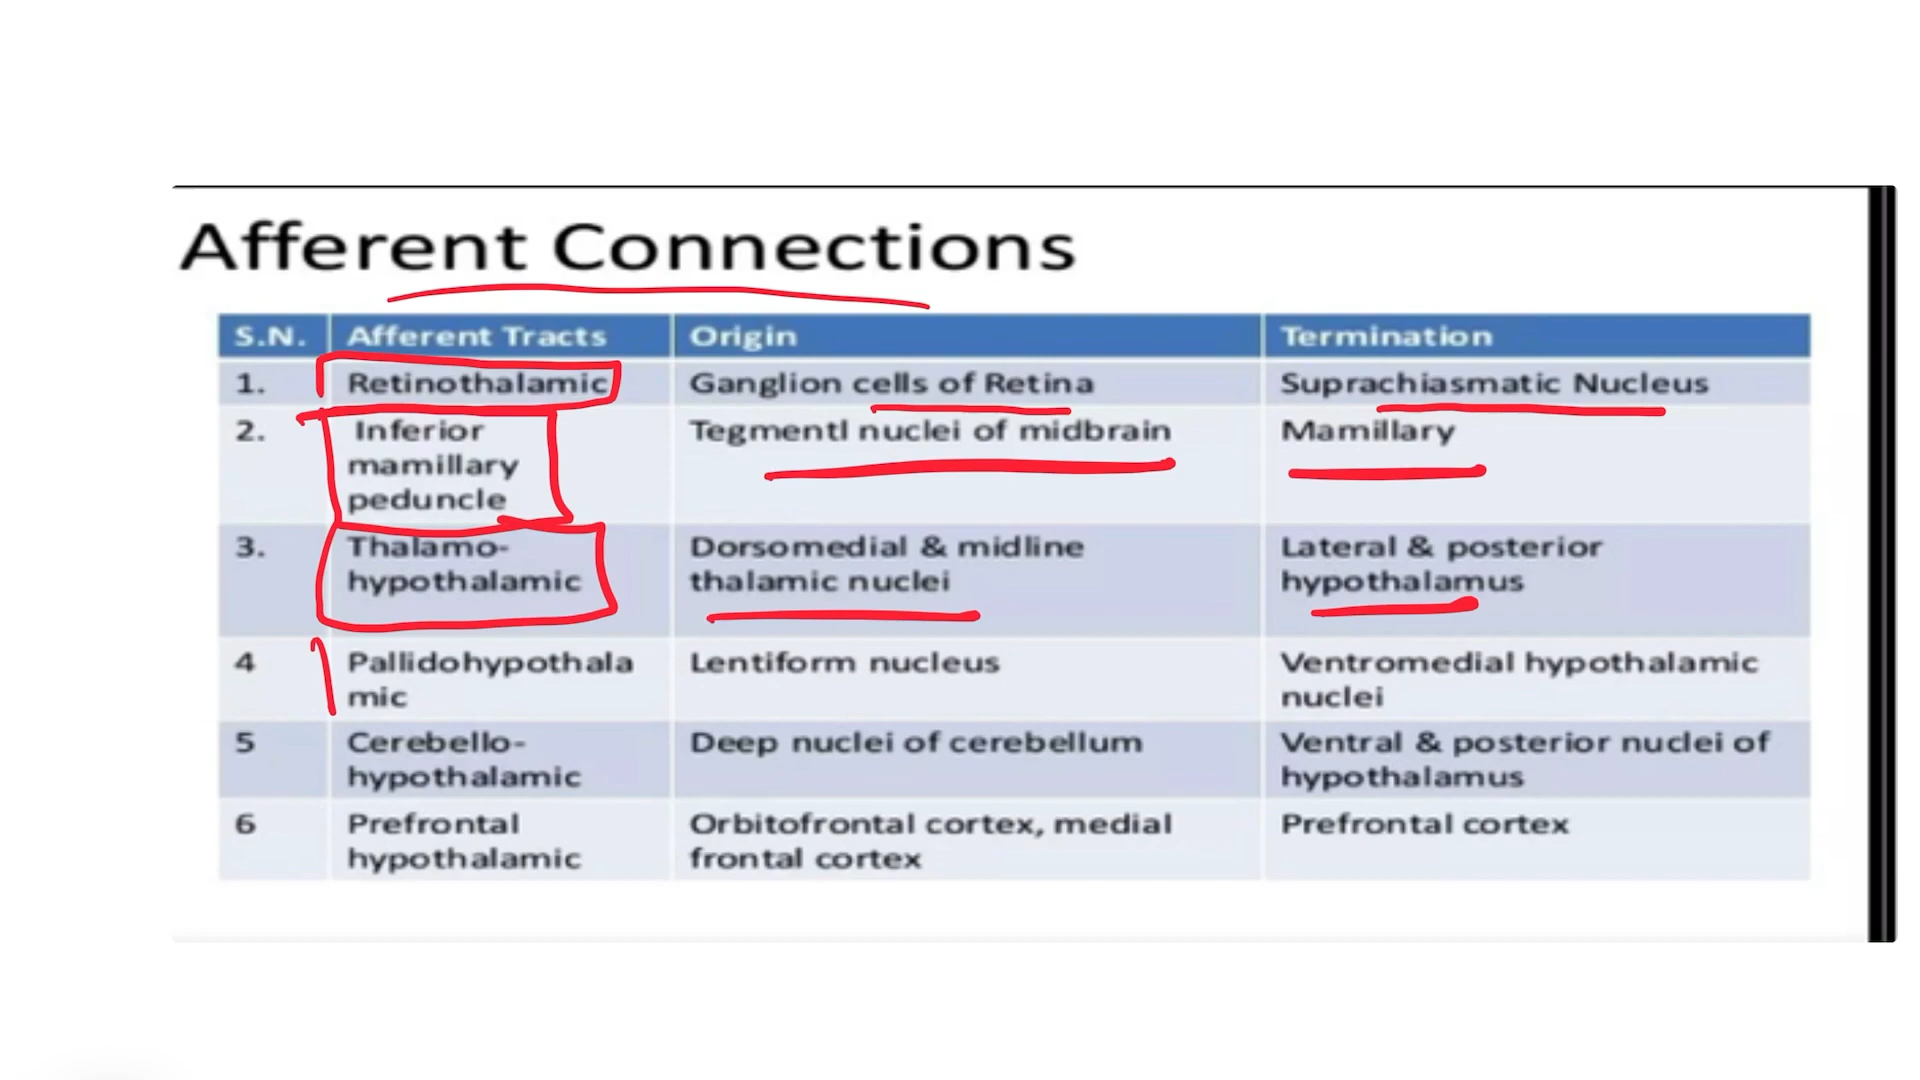 Afferent Connections
S.N. Afferent Tracts Origin Termination
1. Retinothalamic Ganglion cells of Retina Suprachiasmatic Nucleus
2. Inferior mamillary peduncle Tegmentl nuclei of midbrain Mamillary
3. Thalamo-hypothalamic Dorsomedial & midline thalamic nuclei Lateral & posterior hypothalamus
4 Pallidohypothalamic Lentiform nucleus Ventromedial hypothalamic nuclei
5 Cerebello-hypothalamic Deep nuclei of cerebellum Ventral & posterior nuclei of hypothalamus
6 Prefrontal hypothalamic Orbitofrontal cortex, medial frontal cortex Prefrontal cortex